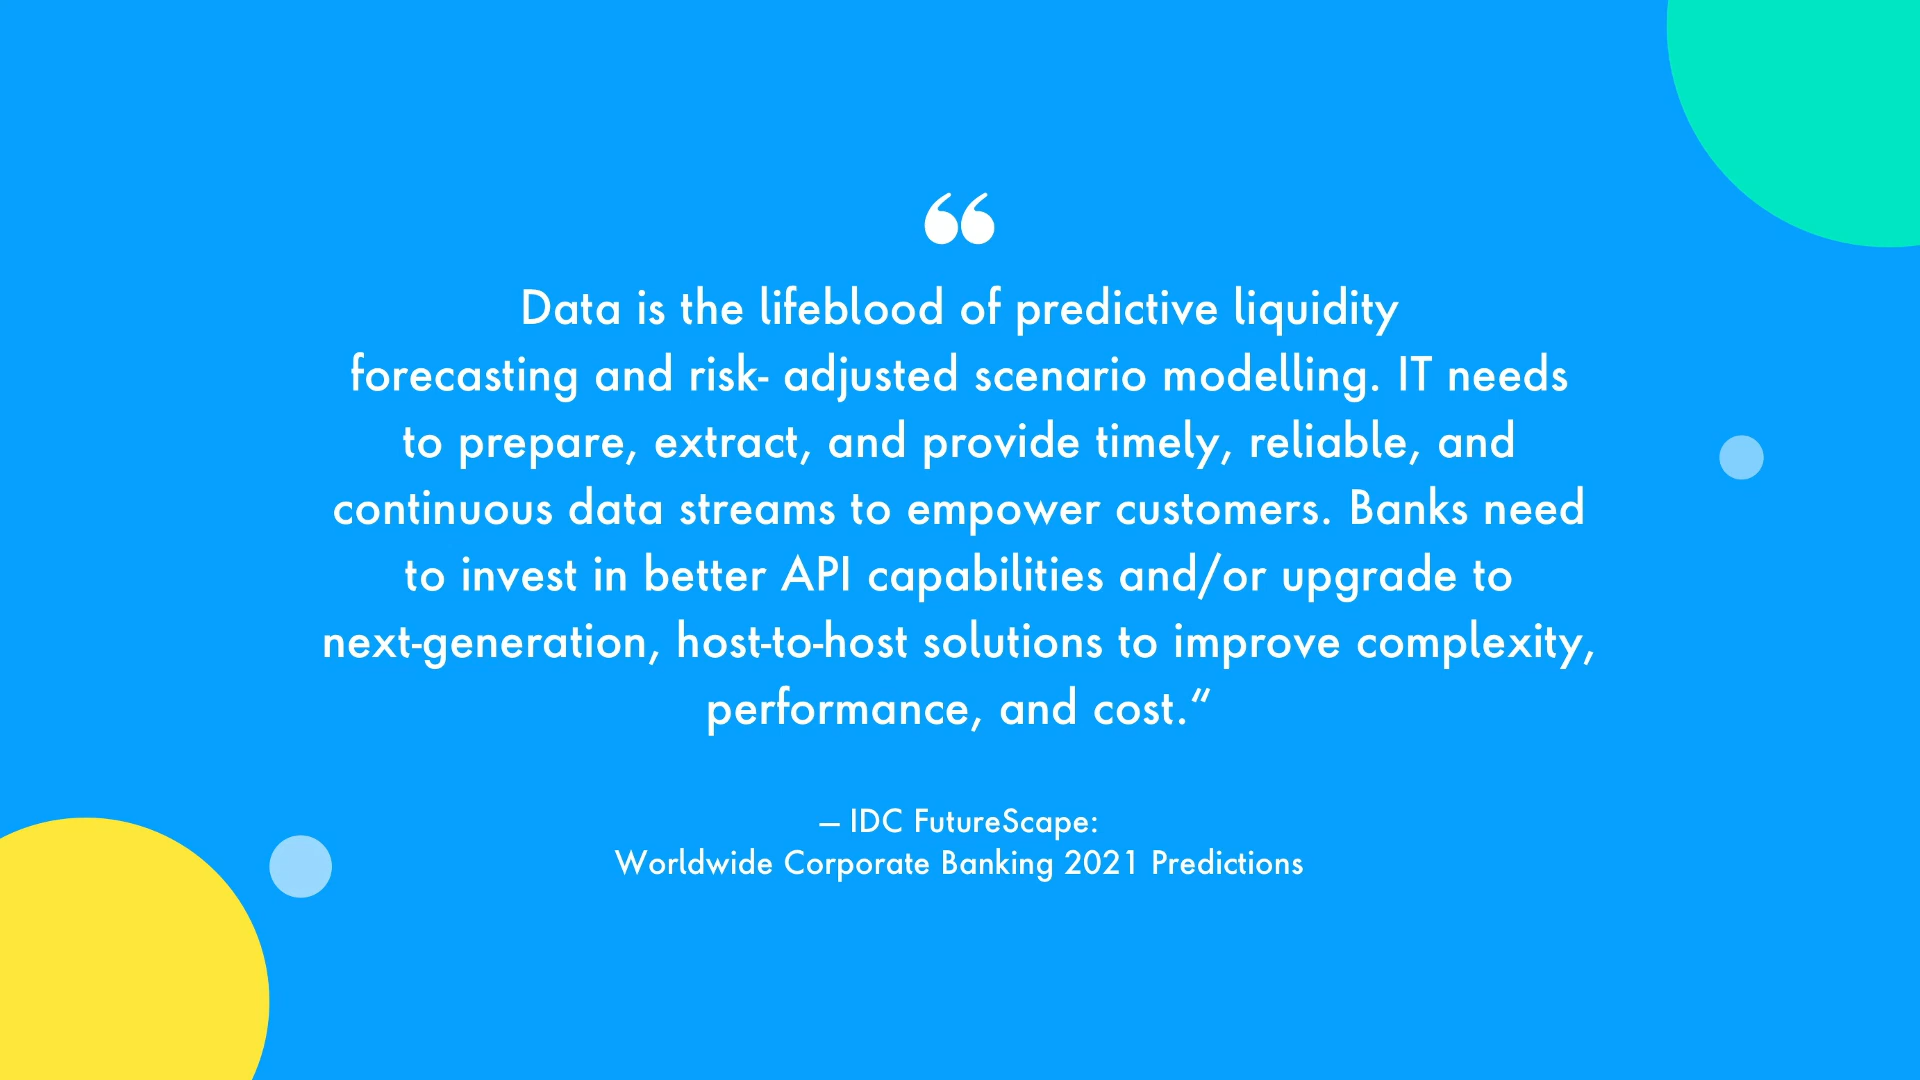 “
Data is the lifeblood of predictive liquidity
forecasting and risk- adjusted scenario modelling. IT needs
to prepare, extract, and provide timely, reliable, and
continuous data streams to empower customers. Banks need
to invest in better API capabilities and/or upgrade to
next-generation, host-to-host solutions to improve complexity,
performance, and cost.“
– IDC FutureScape:
Worldwide Corporate Banking 2021 Predictions